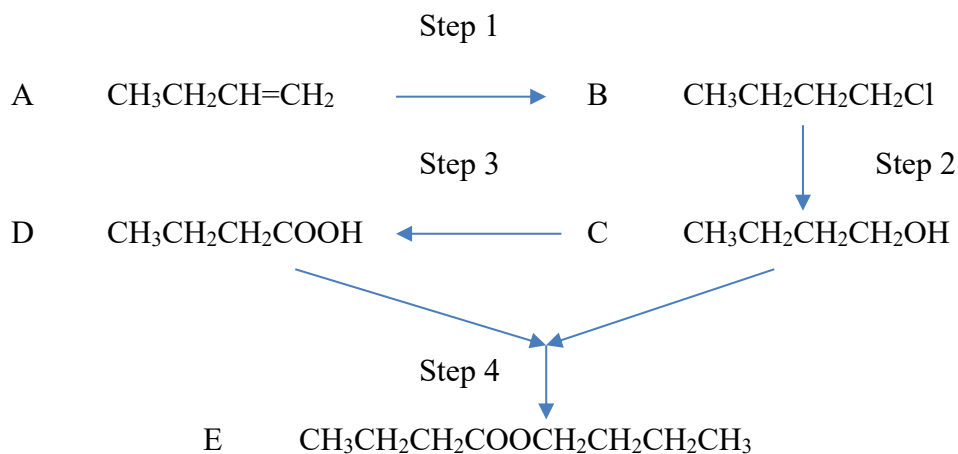 Step 1
A CH₃CH₂CH=CH₂ B CH₃CH₂CH₂CH₂Cl
Step 3 Step 2
D CH₃CH₂CH₂COOH C CH₃CH₂CH₂CH₂OH
Step 4
E CH₃CH₂CH₂COOCH₂CH₂CH₂CH₃